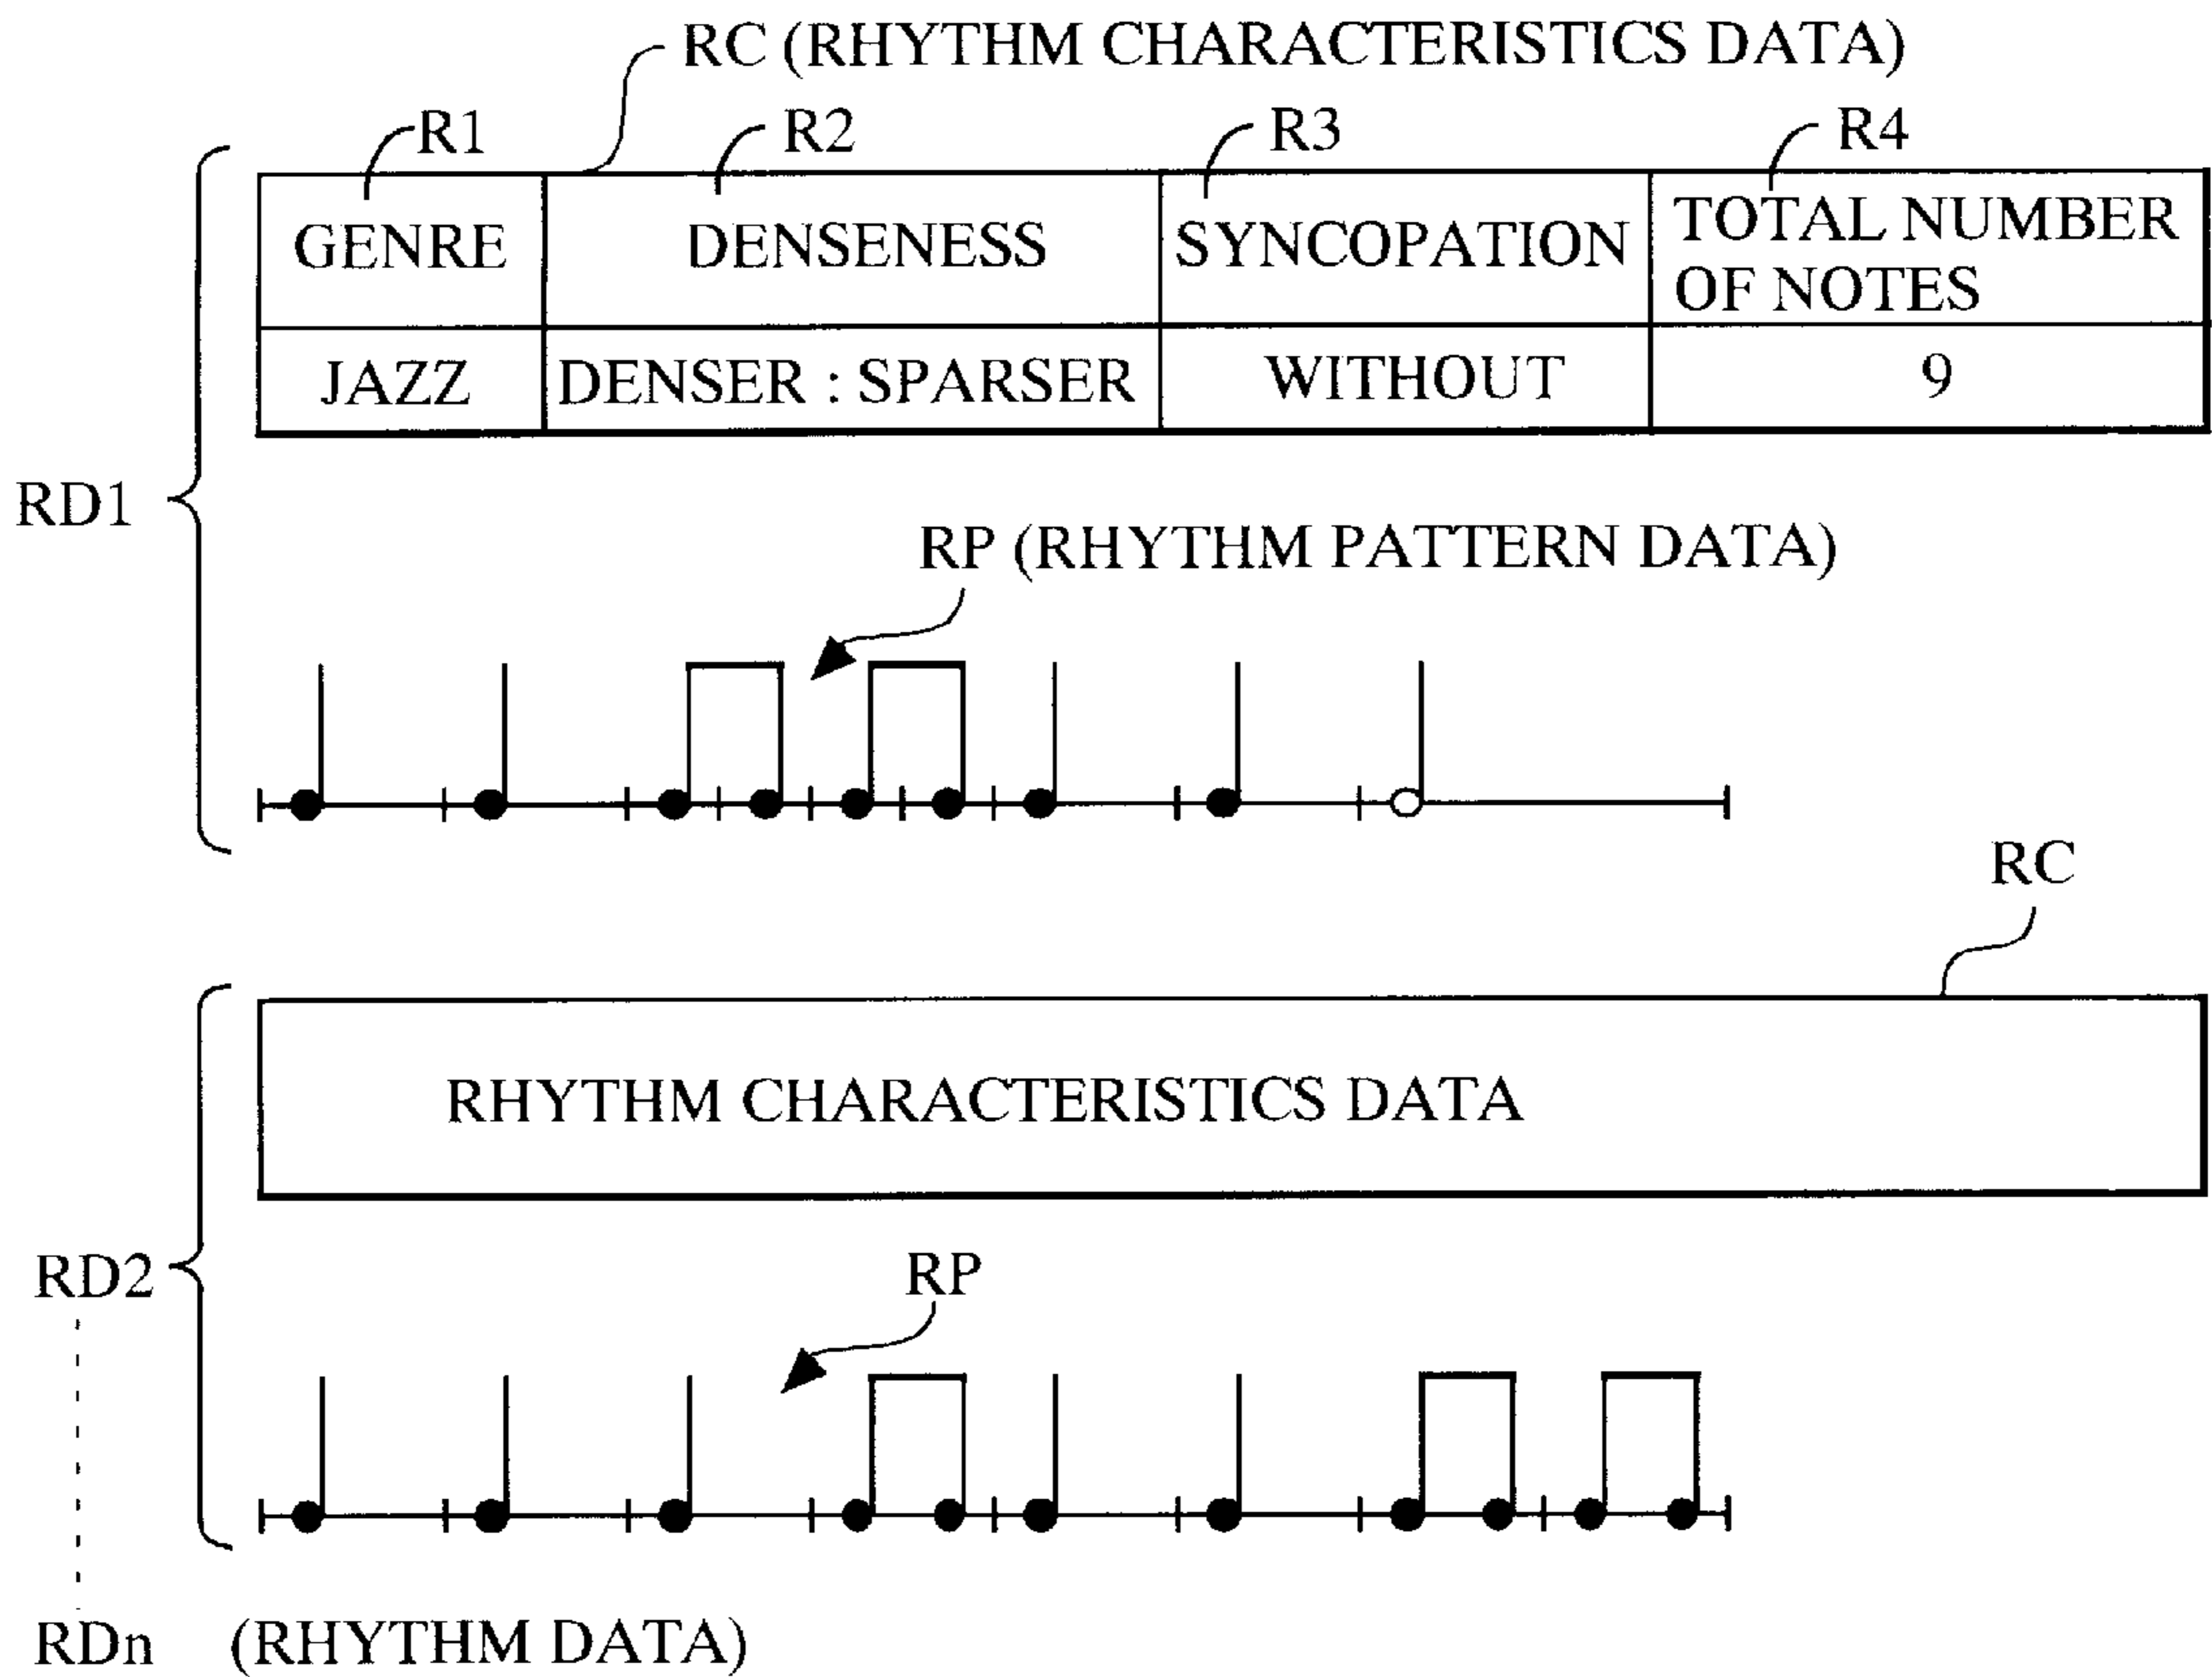 RC (RHYTHM CHARACTERISTICS DATA)
R1 R2 R3 R4
GENRE DENSENESS SYNCOPATION TOTAL NUMBER
OF NOTES
JAZZ DENSER : SPARSER WITHOUT 9
RD1
RP (RHYTHM PATTERN DATA)
RC
RHYTHM CHARACTERISTICS DATA
RD2
RP
RDn (RHYTHM DATA)